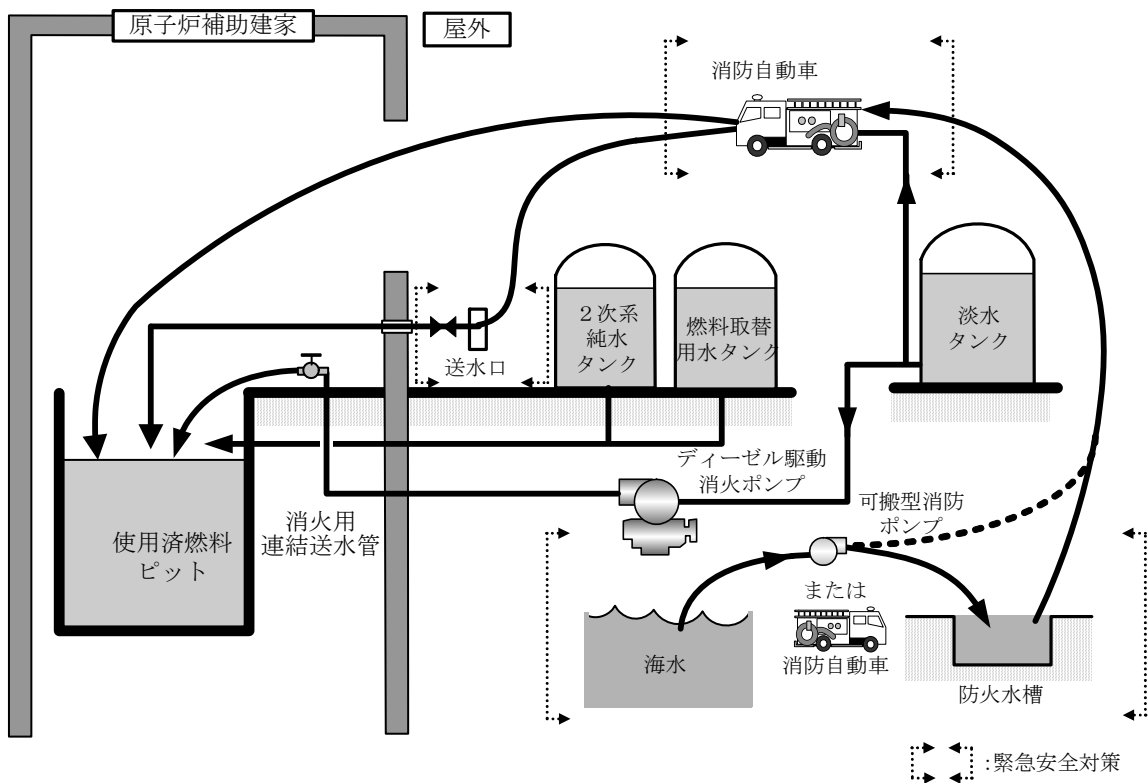 原子炉補助建家
屋外
消防自動車
２次系
純水
タンク
燃料取替
用水タンク
淡水
タンク
送水口
ディーゼル駆動
消火ポンプ
可搬型消防
ポンプ
消火用
連結送水管
使用済燃料
ピット
または
消防自動車
海水
防火水槽
:緊急安全対策